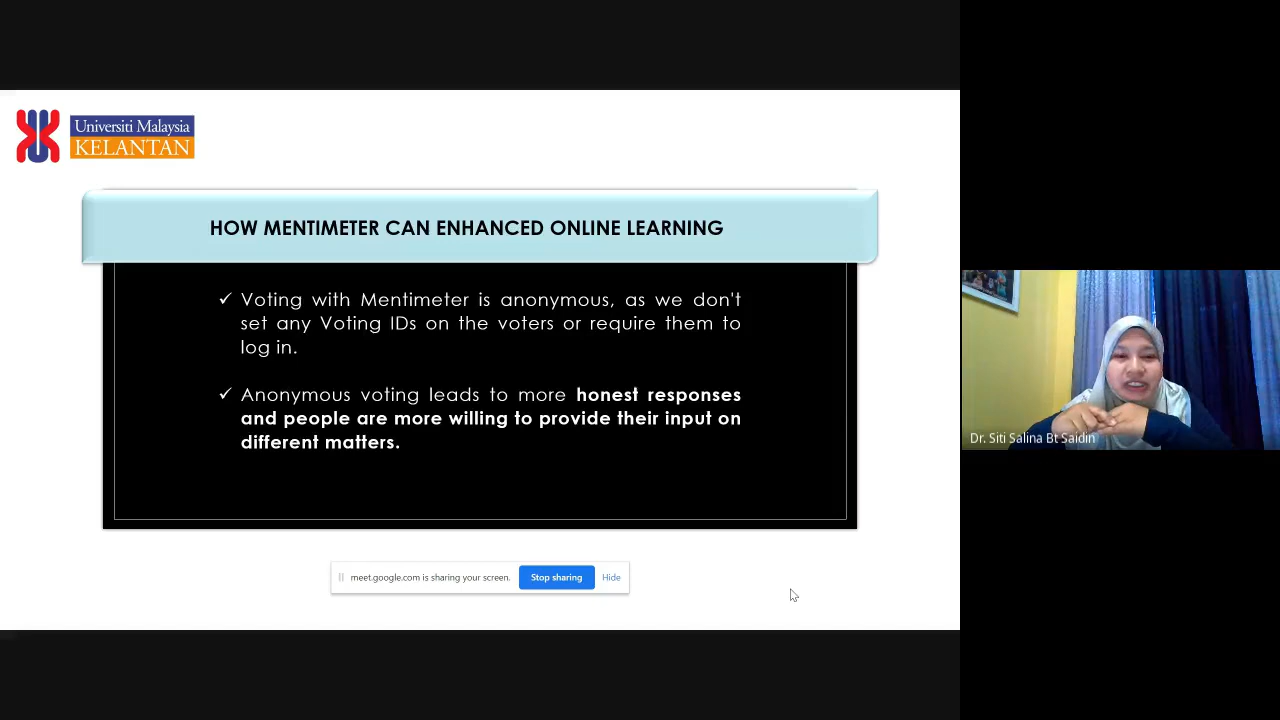 Universiti Malaysia
KELANTAN
HOW MENTIMETER CAN ENHANCED ONLINE LEARNING
✓ Voting with Mentimeter is anonymous, as we don't
set any Voting IDs on the voters or require them to
log in.
✓ Anonymous voting leads to more honest responses
and people are more willing to provide their input on
different matters.
meet.google.com is sharing your screen. Stop sharing Hide
Dr. Siti Salina Bt Saidin